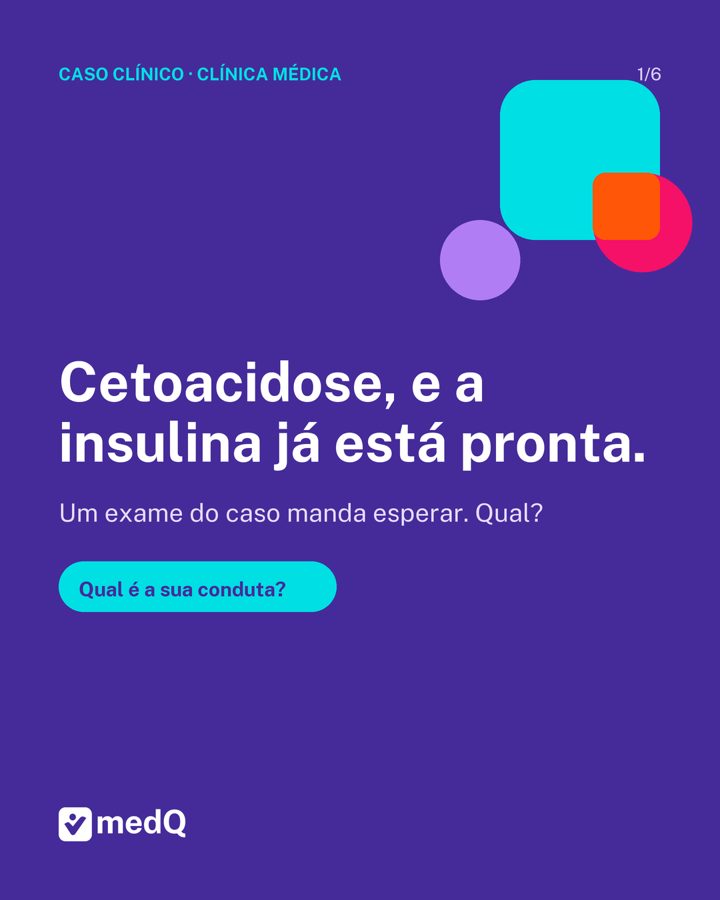 CASO CLÍNICO · CLÍNICA MÉDICA
1/6
Cetoacidose, e a
insulina já está pronta.
Um exame do caso manda esperar. Qual?
Qual é a sua conduta?
medQ